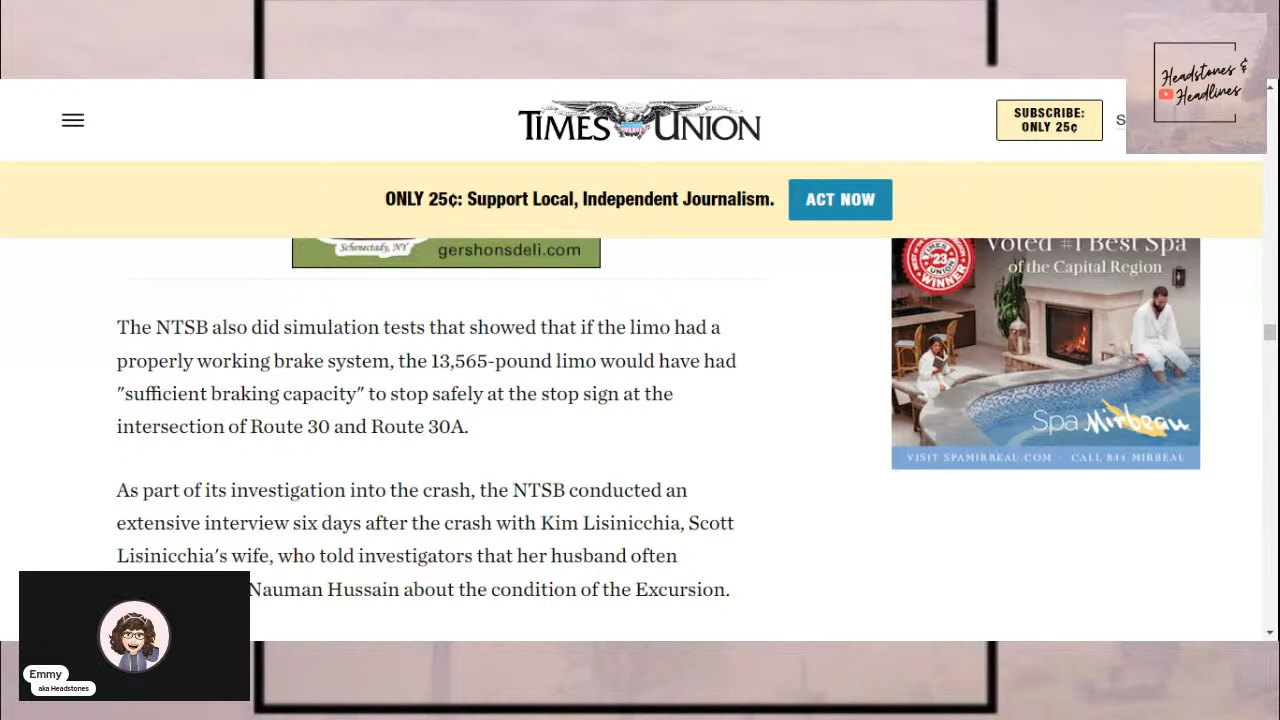 Headstones &
Headlines
TIMES UNION
SUBSCRIBE:
ONLY 25¢
S
ONLY 25¢: Support Local, Independent Journalism.
ACT NOW
Schenectady, NY
gershonsdeli.com
Voted #1 Best Spa
of the Capital Region
TIMES UNION
'23
WINNER
The NTSB also did simulation tests that showed that if the limo had a
properly working brake system, the 13,565-pound limo would have had
"sufficient braking capacity" to stop safely at the stop sign at the
intersection of Route 30 and Route 30A.
Spa Mirbeau
VISIT SPAMIRBEAU.COM · CALL 844 MIRBEAU
As part of its investigation into the crash, the NTSB conducted an
extensive interview six days after the crash with Kim Lisinicchia, Scott
Lisinicchia's wife, who told investigators that her husband often
Nauman Hussain about the condition of the Excursion.
Emmy
aka Headstones